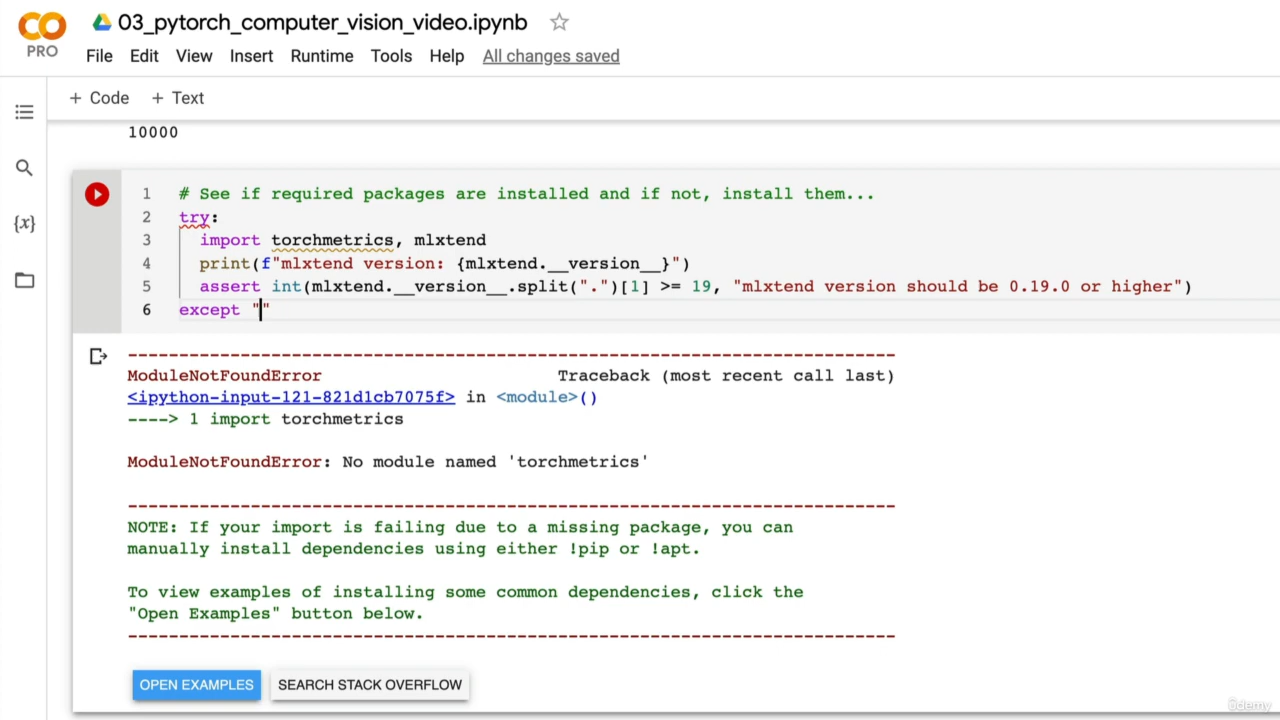 CO
PRO
03_pytorch_computer_vision_video.ipynb
File Edit View Insert Runtime Tools Help All changes saved
+ Code + Text
{x}
10000
1 # See if required packages are installed and if not, install them...
2 try:
3 import torchmetrics, mlxtend
4 print(f"mlxtend version: {mlxtend.__version__}")
5 assert int(mlxtend.__version__.split(".")[1] >= 19, "mlxtend version should be 0.19.0 or higher")
6 except ""
---------------------------------------------------------------------------
ModuleNotFoundError Traceback (most recent call last)
<ipython-input-121-821d1cb7075f> in <module>()
----> 1 import torchmetrics
ModuleNotFoundError: No module named 'torchmetrics'
---------------------------------------------------------------------------
NOTE: If your import is failing due to a missing package, you can
manually install dependencies using either !pip or !apt.
To view examples of installing some common dependencies, click the
"Open Examples" button below.
---------------------------------------------------------------------------
OPEN EXAMPLES SEARCH STACK OVERFLOW
ûdemy